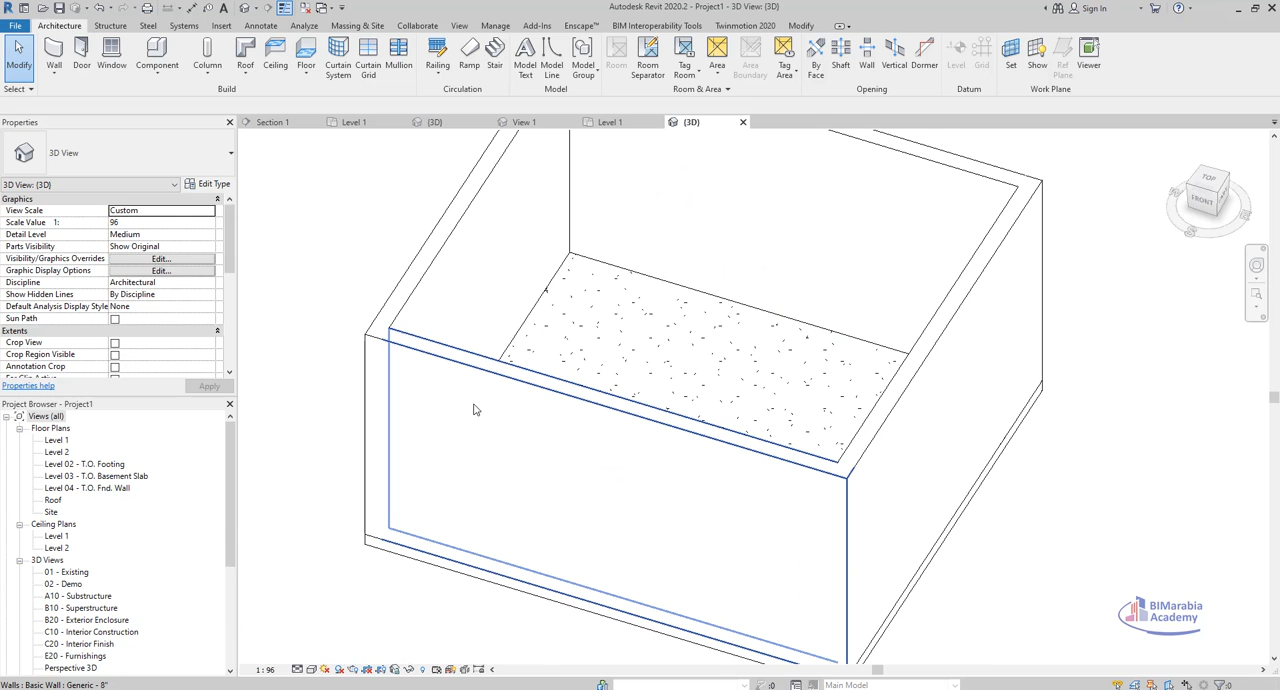 Autodesk Revit 2020.2 - Project1 - 3D View: {3D}
Sign In
File Architecture Structure Steel Systems Insert Annotate Analyze Massing & Site Collaborate View Manage Add-Ins Enscape™ BIM Interoperability Tools Twinmotion 2020 Modify
Modify Wall Door Window Component Column Roof Ceiling Floor Curtain System Curtain Grid Mullion Railing Ramp Stair Model Text Model Line Model Group Room Room Separator Tag Room Area Area Boundary Tag Area By Face Shaft Wall Vertical Dormer Level Grid Set Show Ref Plane Viewer
Select Build Circulation Model Room & Area Opening Datum Work Plane
Properties
Section 1 Level 1 {3D} View 1 Level 1 {3D}
3D View
3D View: {3D} Edit Type
Graphics
View Scale Custom
Scale Value 1: 96
Detail Level Medium
Parts Visibility Show Original
Visibility/Graphics Overrides Edit...
Graphic Display Options Edit...
Discipline Architectural
Show Hidden Lines By Discipline
Default Analysis Display Style None
Sun Path
Extents
Crop View
Crop Region Visible
Annotation Crop
Properties help Apply
Project Browser - Project1
Views (all)
Floor Plans
Level 1
Level 2
Level 02 - T.O. Footing
Level 03 - T.O. Basement Slab
Level 04 - T.O. Fnd. Wall
Roof
Site
Ceiling Plans
Level 1
Level 2
3D Views
01 - Existing
02 - Demo
A10 - Substructure
B10 - Superstructure
B20 - Exterior Enclosure
C10 - Interior Construction
C20 - Interior Finish
E20 - Furnishings
Perspective 3D
TOP
FRONT
BIMarabia
Academy
1 : 96
Walls : Basic Wall : Generic - 8"
:0 Main Model :0